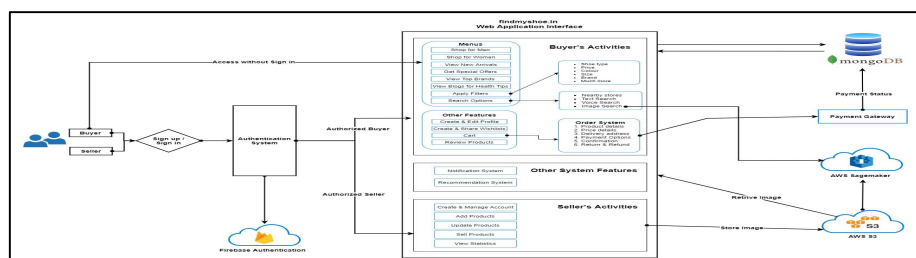 findmyshoe.in
Web Application Interface
Menus
Shop for Man
Shop for Woman
View New Arrivals
Get Special Offers
View Top Brands
View Blogs for Health Tips
Apply Filters
Search Options
Buyer's Activities
Shoe type
Price
Colour
Size
Brand
Much more
Nearby stores
Text Search
Voice Search
Image Search
Other Features
Create & Edit Profile
Create & Share Wishlists
Cart
Review Products
Order System
1. Product details
2. Price details
3. Delivery address
4. Payment Options
5. Confirmation
6. Return & Refund
Other System Features
Notification System
Recommendation System
Seller's Activities
Create & Manage Account
Add Products
Update Products
Sell Products
View Statistics
Access without Sign in
Buyer
Seller
Sign up /
Sign in
Authentication
System
Authorized Buyer
Authorized Seller
Firebase Authentication
mongoDB
Payment Status
Payment Gateway
AWS Sagemaker
Retrive Image
Store Image
S3
AWS S3